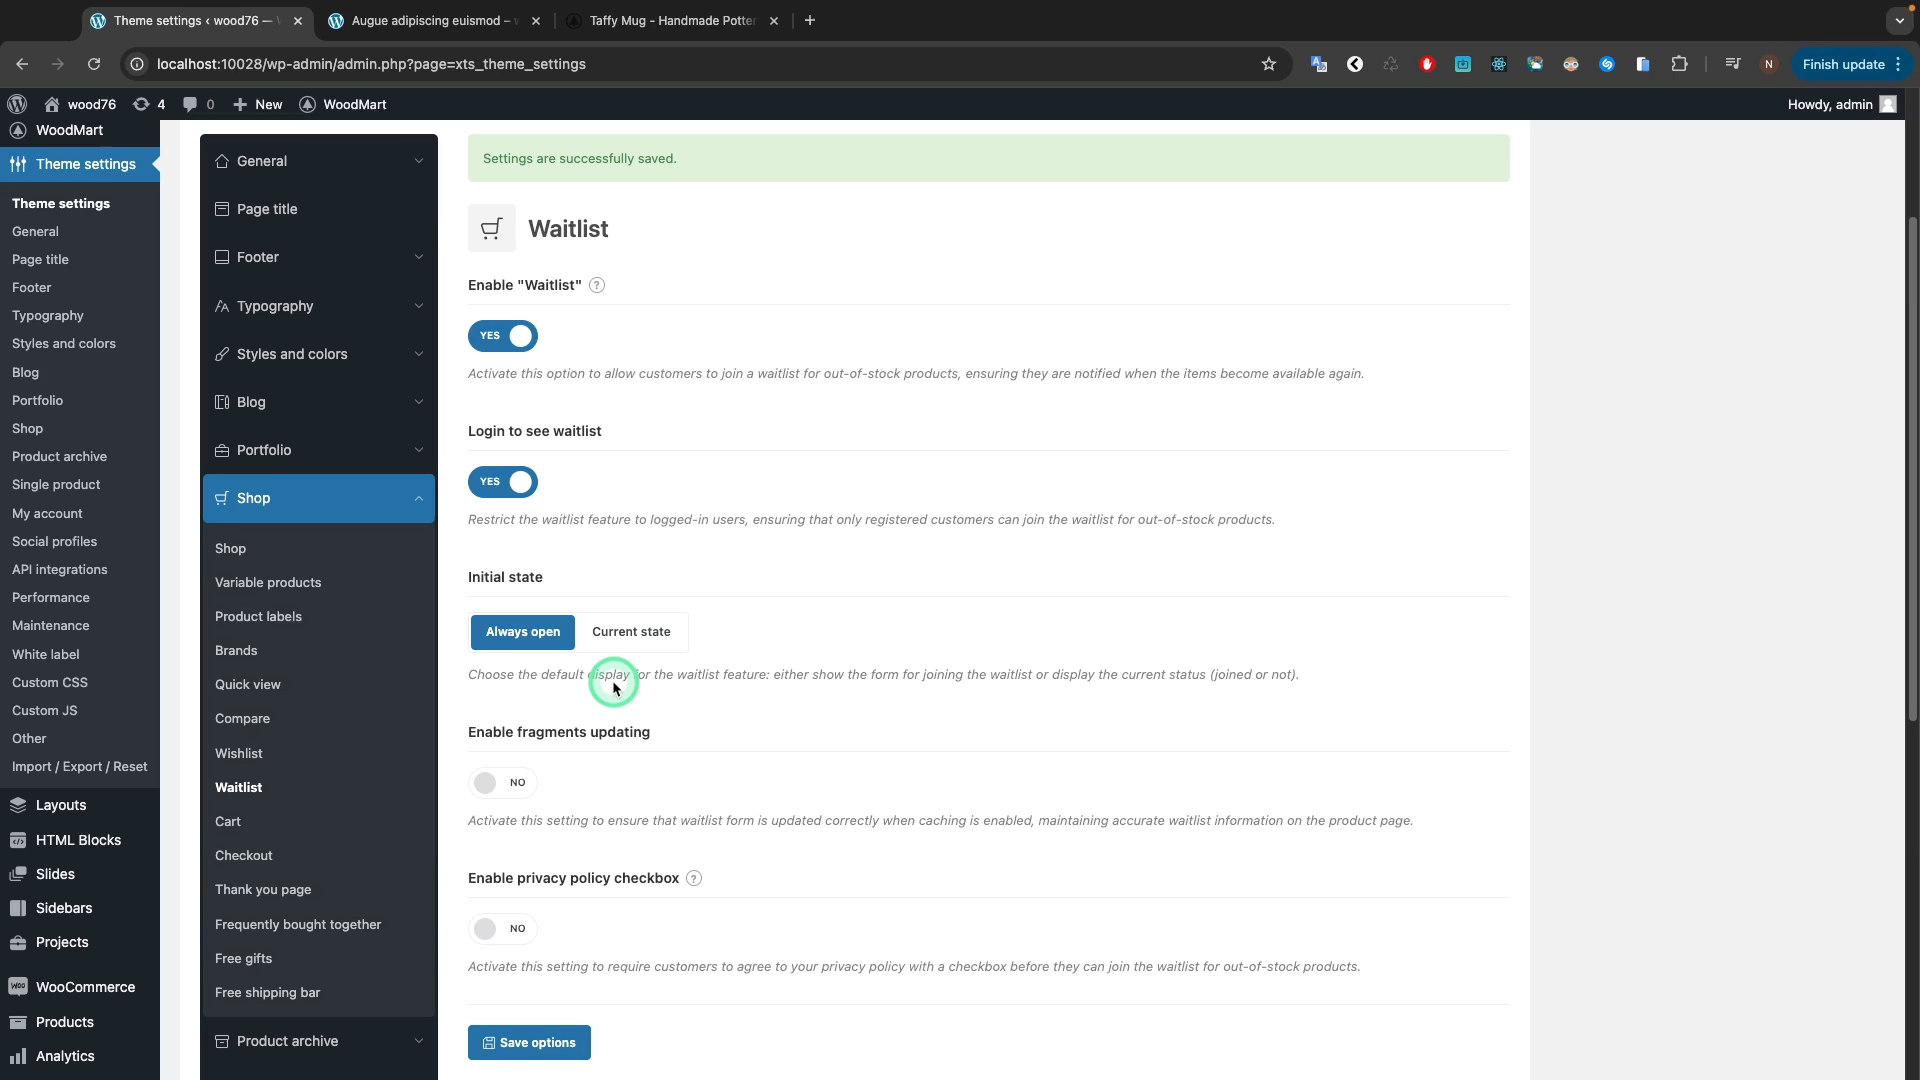 Theme settings ‹ wood76 —
Augue adipiscing euismod –
Taffy Mug - Handmade Potter
localhost:10028/wp-admin/admin.php?page=xts_theme_settings
N
Finish update
wood76
4
0
New
WoodMart
Howdy, admin
WoodMart
Theme settings
Theme settings
General
Page title
Footer
Typography
Styles and colors
Blog
Portfolio
Shop
Product archive
Single product
My account
Social profiles
API integrations
Performance
Maintenance
White label
Custom CSS
Custom JS
Other
Import / Export / Reset
Layouts
HTML Blocks
Slides
Sidebars
Projects
WooCommerce
Products
Analytics
General
Page title
Footer
Typography
Styles and colors
Blog
Portfolio
Shop
Shop
Variable products
Product labels
Brands
Quick view
Compare
Wishlist
Waitlist
Cart
Checkout
Thank you page
Frequently bought together
Free gifts
Free shipping bar
Product archive
Settings are successfully saved.
Waitlist
Enable "Waitlist" ?
YES
Activate this option to allow customers to join a waitlist for out-of-stock products, ensuring they are notified when the items become available again.
Login to see waitlist
YES
Restrict the waitlist feature to logged-in users, ensuring that only registered customers can join the waitlist for out-of-stock products.
Initial state
Always open Current state
Choose the default display for the waitlist feature: either show the form for joining the waitlist or display the current status (joined or not).
Enable fragments updating
NO
Activate this setting to ensure that waitlist form is updated correctly when caching is enabled, maintaining accurate waitlist information on the product page.
Enable privacy policy checkbox ?
NO
Activate this setting to require customers to agree to your privacy policy with a checkbox before they can join the waitlist for out-of-stock products.
Save options